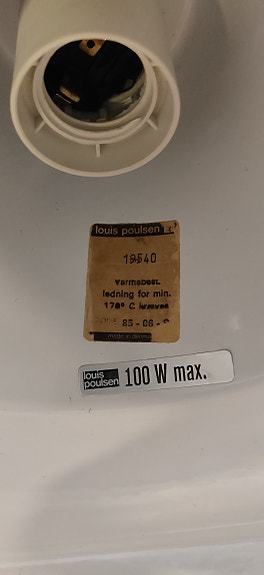 louis poulsen
19540
varmebest.
ledning for min.
170° C kræves
85-06-
made in denmark
louis
poulsen
100 W max.